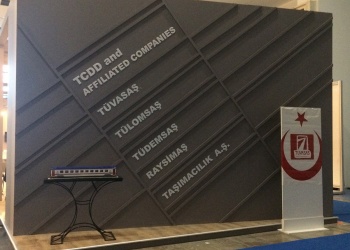 TCDD and
AFFILIATED COMPANIES
TÜVASAŞ
TÜLOMSAŞ
TÜDEMSAŞ
RAYSİMAŞ
TAŞIMACILIK A.Ş.